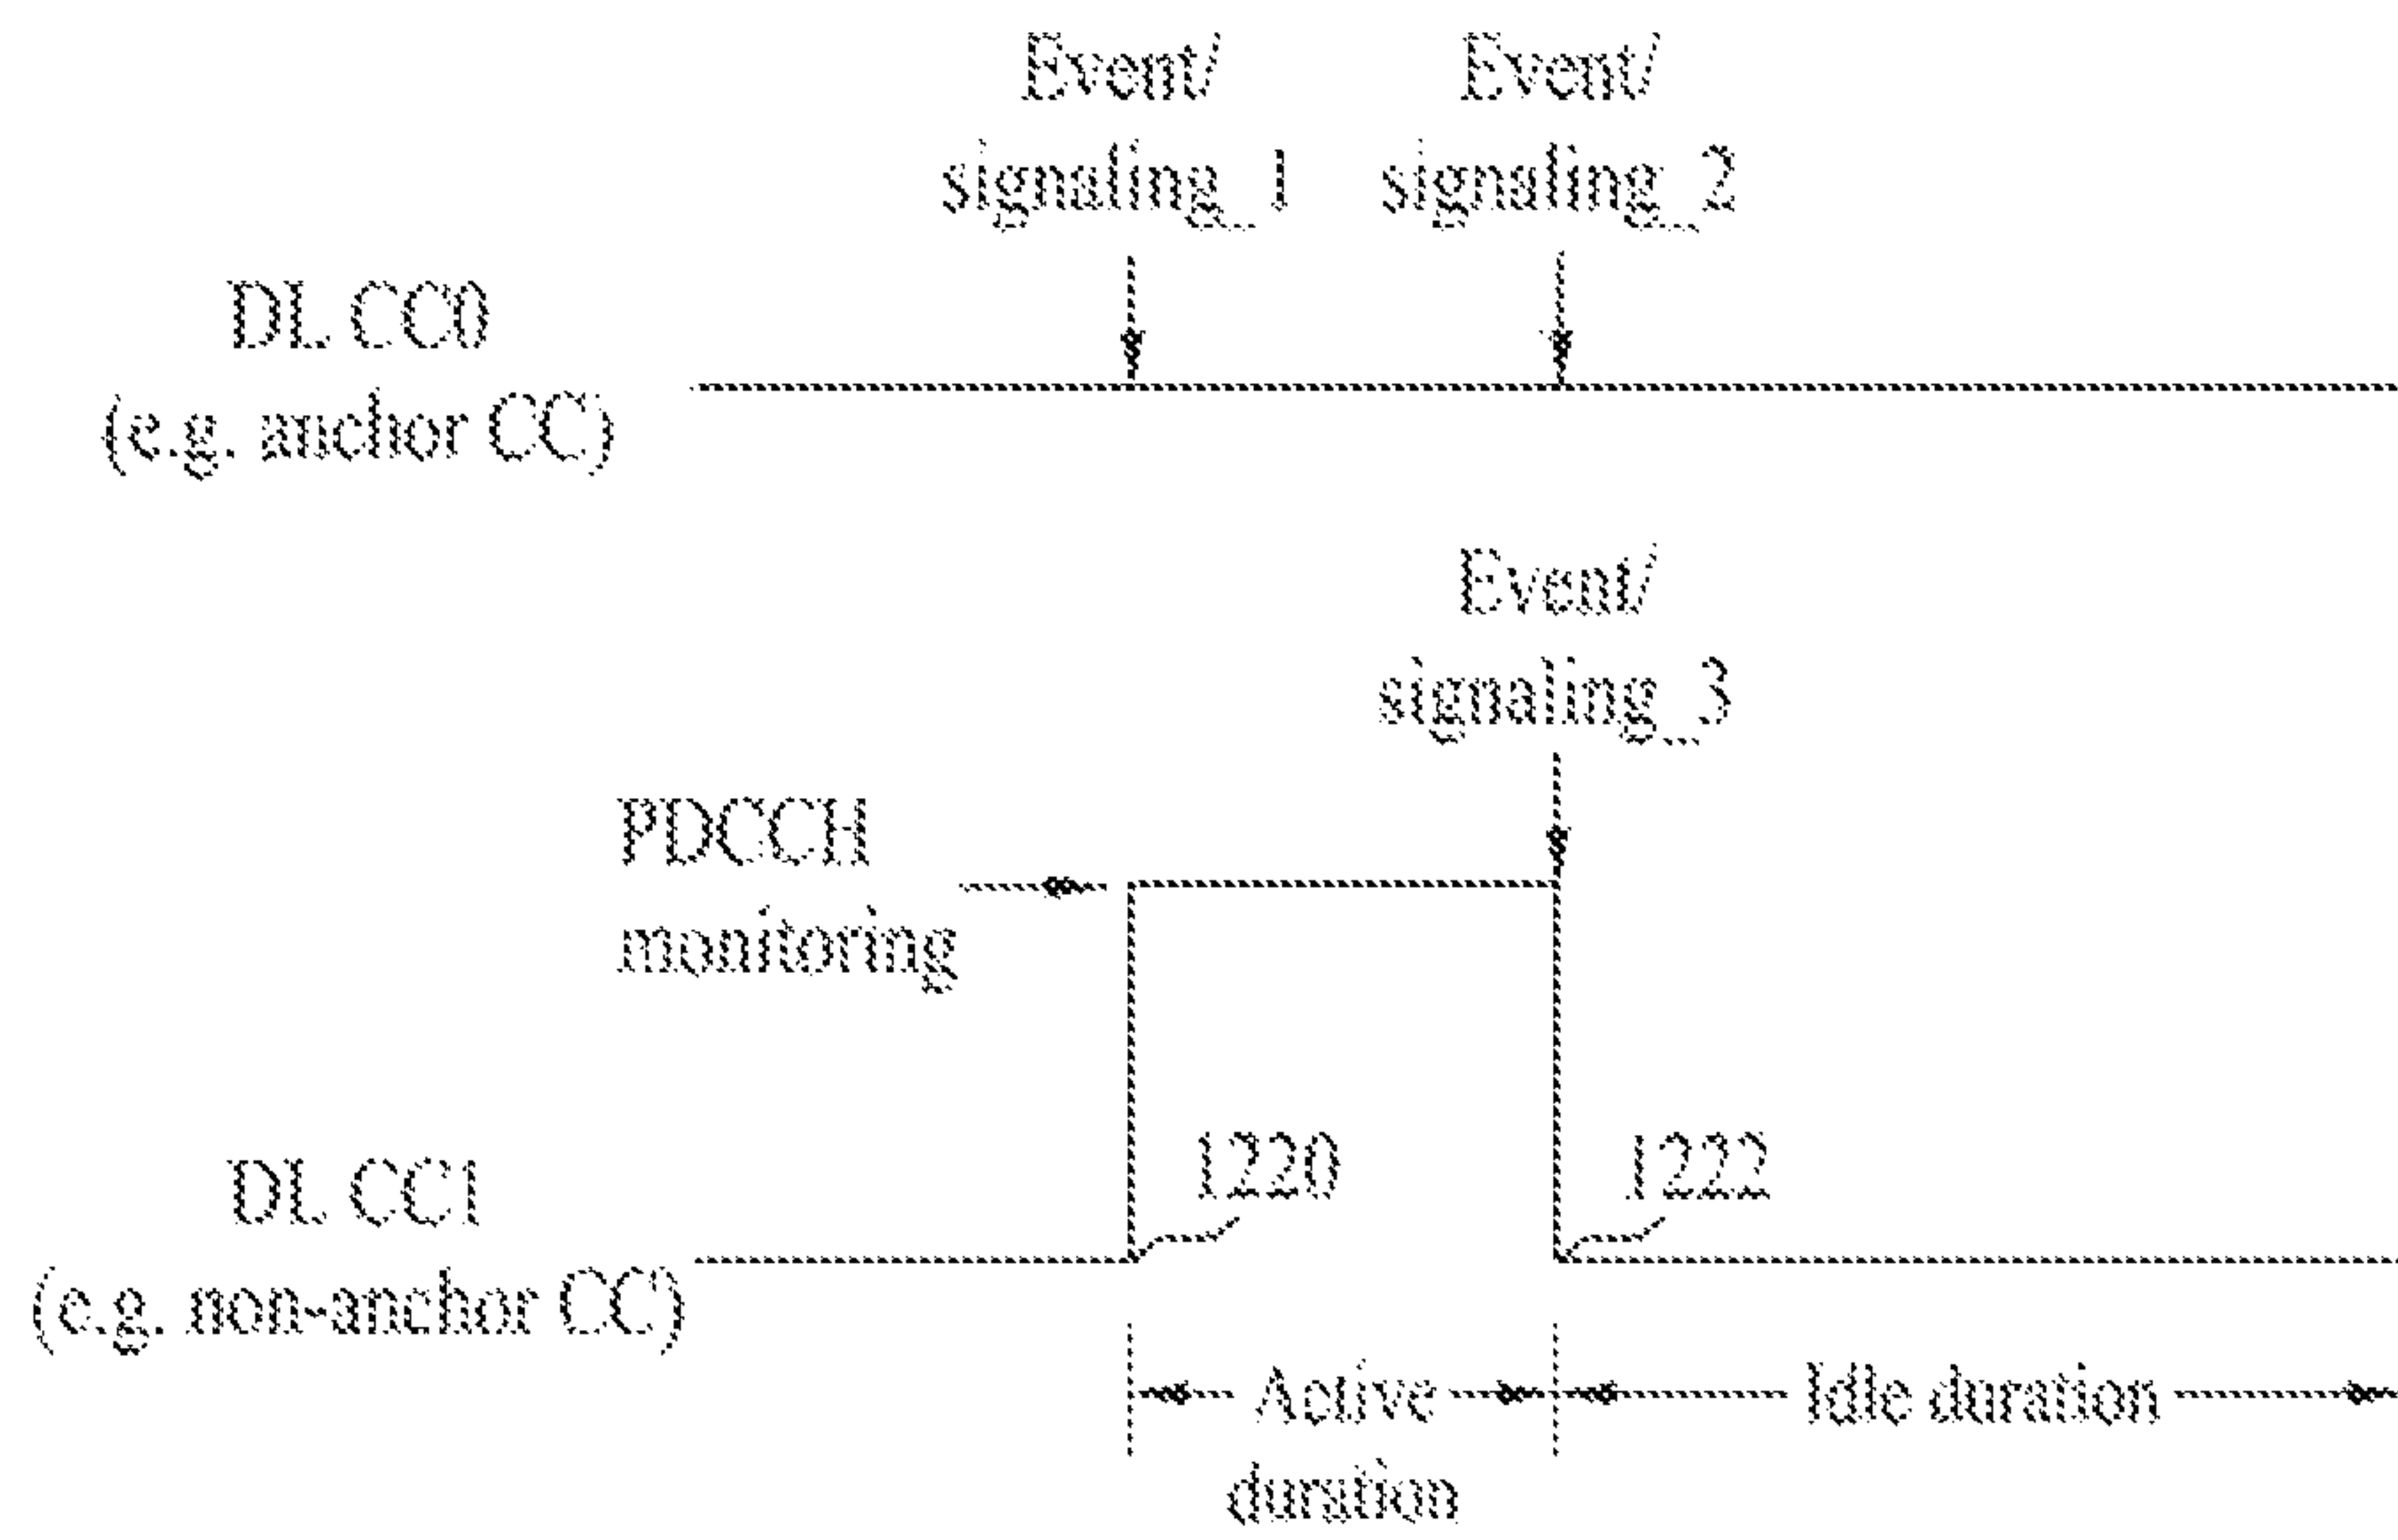 Event/
signaling_1
Event/
signaling_2
DL CC0
(e.g. anchor CC)
Event/
signaling_3
PDCCH
monitoring
1220
1222
DL CC1
(e.g. non-anchor CC)
Active
duration
Idle duration